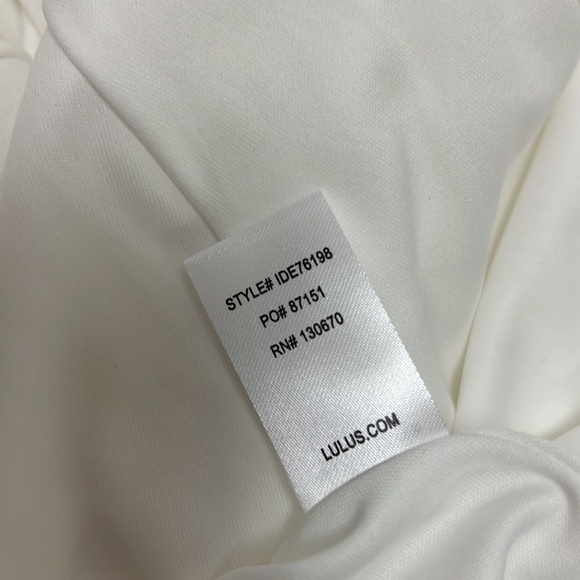 STYLE# IDE76198
PO# 87151
RN# 130670
LULUS.COM